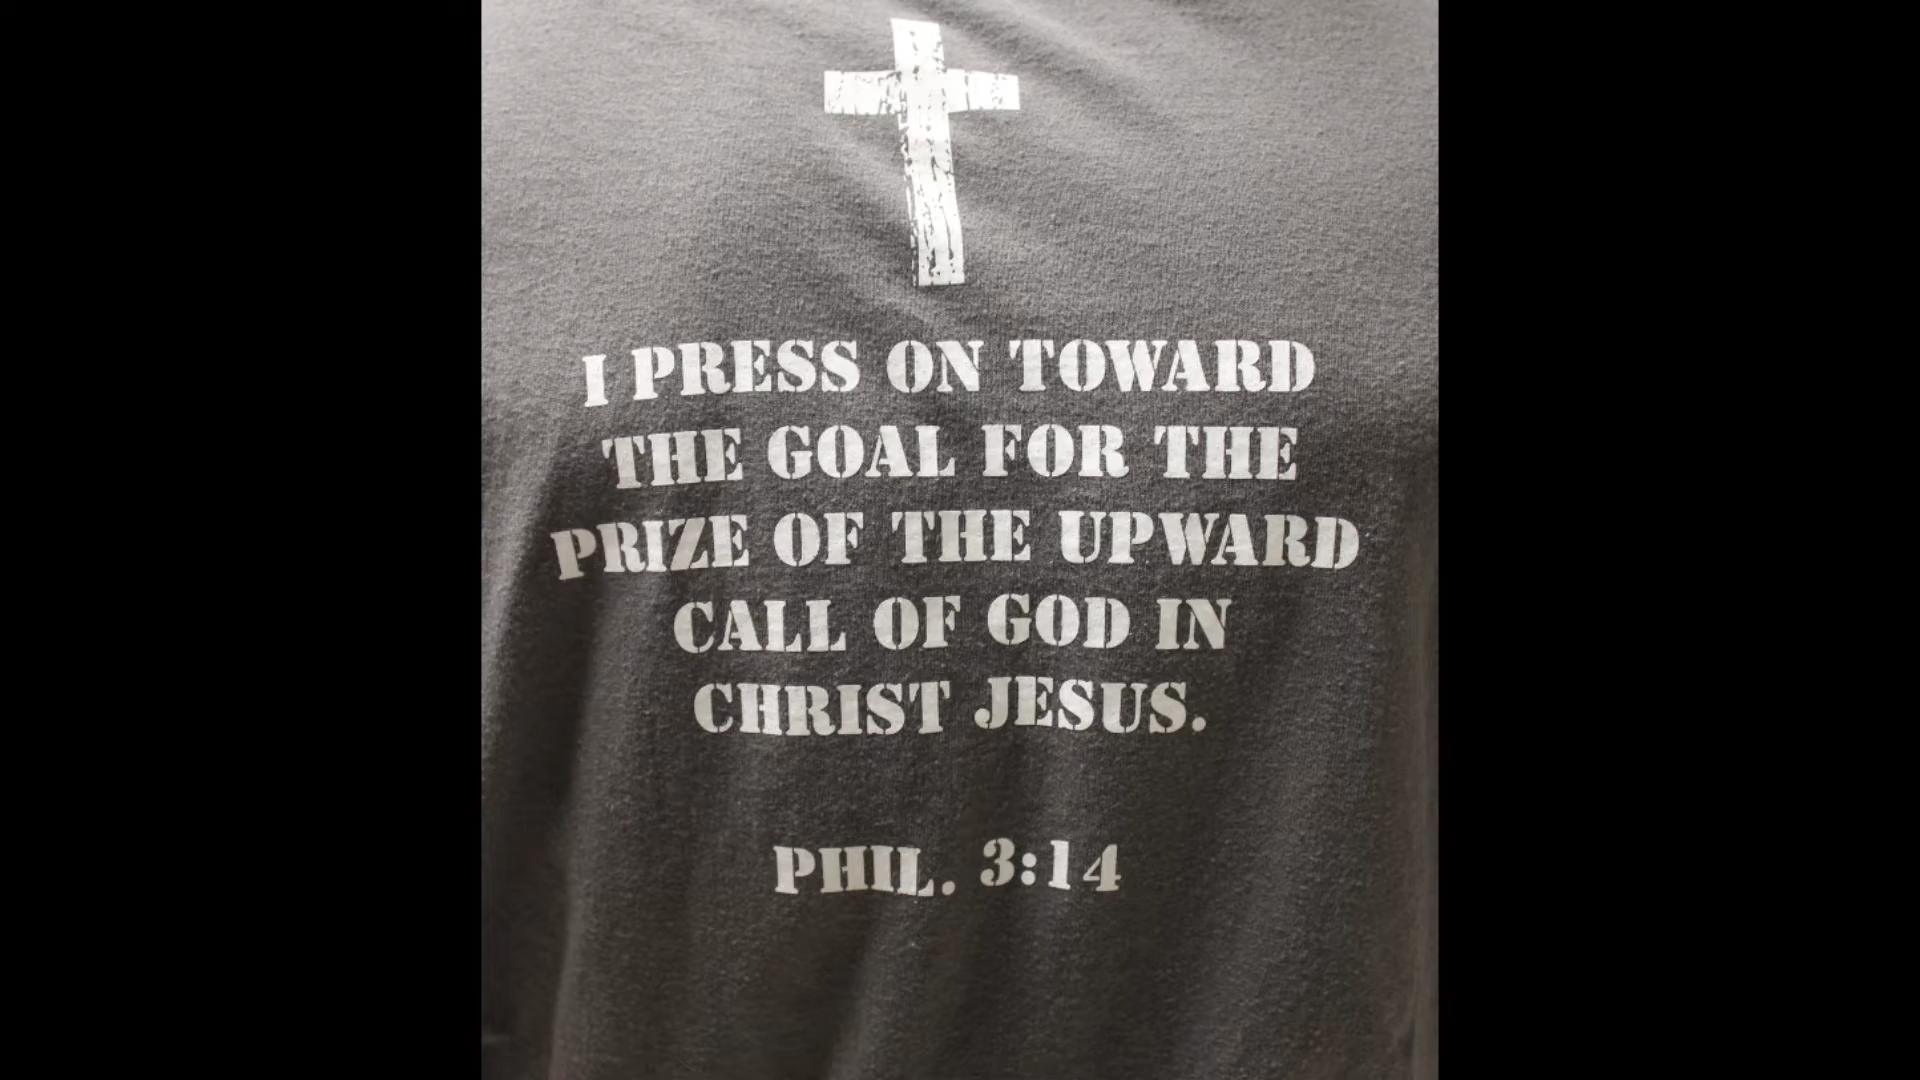 I PRESS ON TOWARD
THE GOAL FOR THE
PRIZE OF THE UPWARD
CALL OF GOD IN
CHRIST JESUS.
PHIL. 3:14